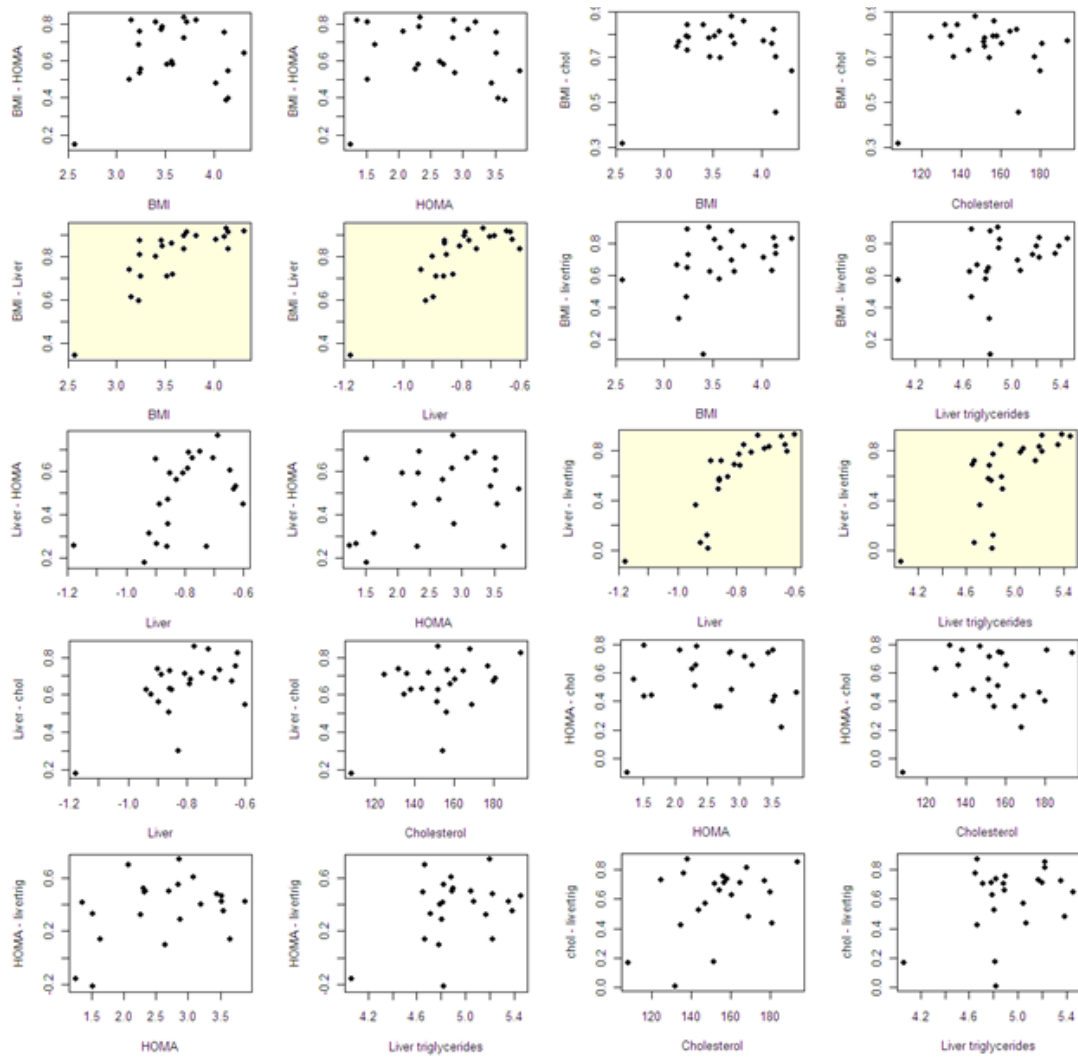 BMI - HOMA
0.2 0.4 0.6 0.8
2.5 3.0 3.5 4.0
BMI
BMI - HOMA
0.2 0.4 0.6 0.8
1.5 2.0 2.5 3.0 3.5
HOMA
BMI - chol
0.3 0.5 0.7 0.9
2.5 3.0 3.5 4.0
BMI
BMI - chol
0.3 0.5 0.7 0.9
120 140 160 180
Cholesterol
BMI - Liver
0.4 0.6 0.8
2.5 3.0 3.5 4.0
BMI
BMI - Liver
0.4 0.6 0.8
-1.2 -1.0 -0.8 -0.6
Liver
BMI - livertrig
0.2 0.4 0.6 0.8
2.5 3.0 3.5 4.0
BMI
BMI - livertrig
0.2 0.4 0.6 0.8
4.2 4.6 5.0 5.4
Liver triglycerides
Liver - HOMA
0.2 0.4 0.6
-1.2 -1.0 -0.8 -0.6
Liver
Liver - HOMA
0.2 0.4 0.6
1.5 2.0 2.5 3.0 3.5
HOMA
Liver - livertrig
0.0 0.4 0.8
-1.2 -1.0 -0.8 -0.6
Liver
Liver - livertrig
0.0 0.4 0.8
4.2 4.6 5.0 5.4
Liver triglycerides
Liver - chol
0.2 0.4 0.6 0.8
-1.2 -1.0 -0.8 -0.6
Liver
Liver - chol
0.2 0.4 0.6 0.8
120 140 160 180
Cholesterol
HOMA - chol
0.0 0.2 0.4 0.6 0.8
1.5 2.0 2.5 3.0 3.5
HOMA
HOMA - chol
0.0 0.2 0.4 0.6 0.8
120 140 160 180
Cholesterol
HOMA - livertrig
-0.2 0.2 0.6
1.5 2.0 2.5 3.0 3.5
HOMA
HOMA - livertrig
-0.2 0.2 0.6
4.2 4.6 5.0 5.4
Liver triglycerides
chol - livertrig
0.0 0.2 0.4 0.6 0.8
120 140 160 180
Cholesterol
chol - livertrig
0.0 0.2 0.4 0.6 0.8
4.2 4.6 5.0 5.4
Liver triglycerides